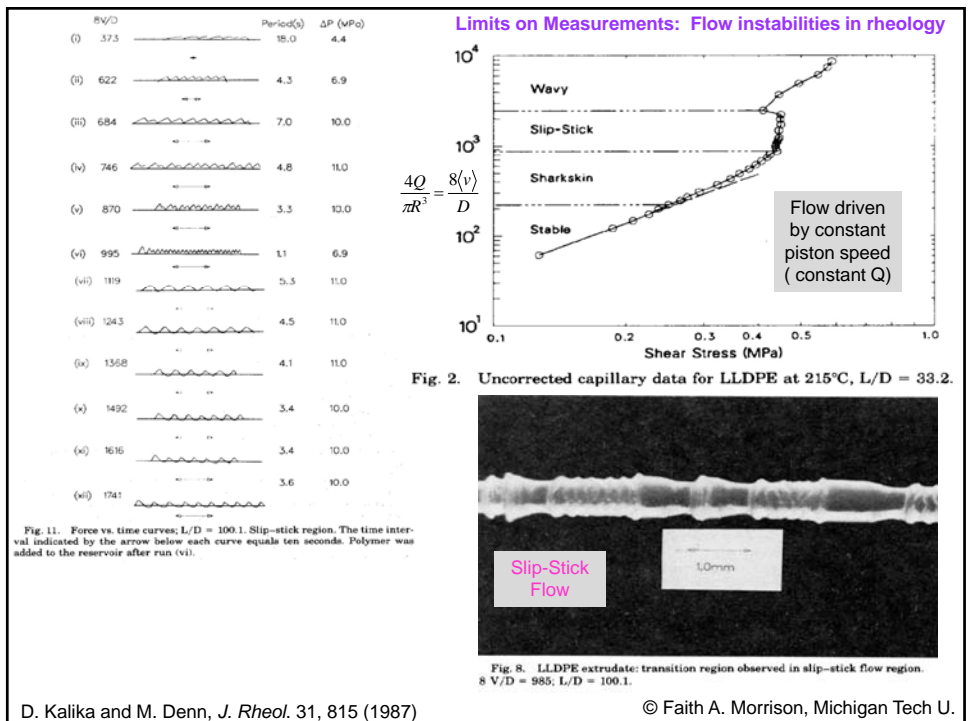 Limits on Measurements: Flow instabilities in rheology
8V/D Period(s) ΔP (MPa)
(i) 373 18.0 4.4
(ii) 622 4.3 6.9
(iii) 684 7.0 10.0
(iv) 746 4.8 11.0
(v) 870 3.3 10.0
(vi) 995 1.1 6.9
(vii) 1119 5.3 11.0
(viii) 1243 4.5 11.0
(ix) 1368 4.1 11.0
(x) 1492 3.4 10.0
(xi) 1616 3.4 10.0
3.6 10.0
(xii) 1741
Fig. 11. Force vs. time curves; L/D = 100.1. Slip–stick region. The time inter-
val indicated by the arrow below each curve equals ten seconds. Polymer was
added to the reservoir after run (vi).
4Q/πR³ = 8⟨v⟩/D
10⁴
Wavy
Slip-Stick
10³
Sharkskin
Stable
10²
10¹
0.1 0.2 0.3 0.5 1.0
Shear Stress (MPa)
Flow driven
by constant
piston speed
( constant Q)
Fig. 2. Uncorrected capillary data for LLDPE at 215°C, L/D = 33.2.
Slip-Stick
Flow
1.0mm
Fig. 8. LLDPE extrudate: transition region observed in slip–stick flow region.
8 V/D = 985; L/D = 100.1.
D. Kalika and M. Denn, J. Rheol. 31, 815 (1987)
© Faith A. Morrison, Michigan Tech U.